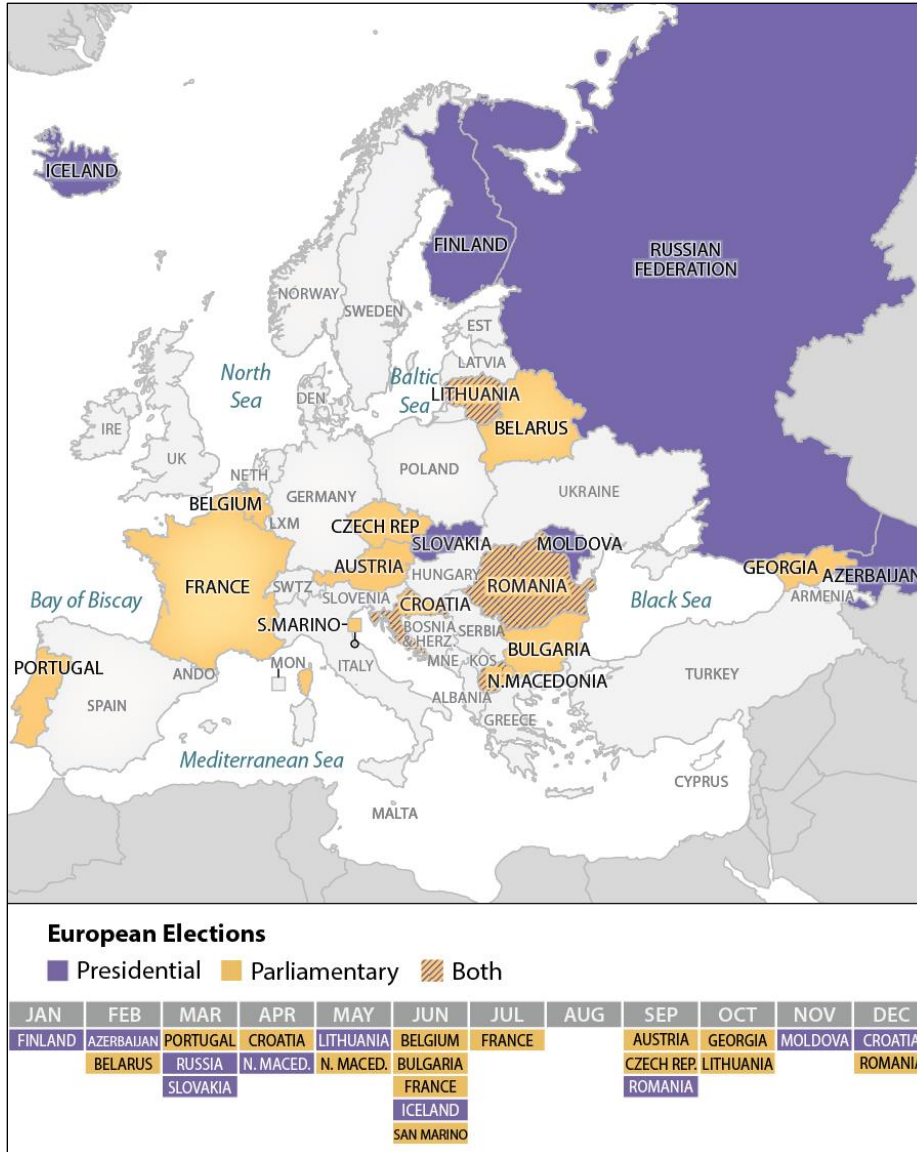 ICELAND
FINLAND
RUSSIAN
FEDERATION
NORWAY
SWEDEN
EST
LATVIA
North
Sea
Baltic
Sea
DEN
LITHUANIA
BELARUS
IRE
UK
NETH
POLAND
GERMANY
UKRAINE
BELGIUM
LXM
CZECH REP
SLOVAKIA
MOLDOVA
AUSTRIA
HUNGARY
FRANCE
SWTZ
SLOVENIA
ROMANIA
GEORGIA
AZERBAIJAN
ARMENIA
Bay of Biscay
CROATIA
Black Sea
S.MARINO
BOSNIA
& HERZ
SERBIA
BULGARIA
PORTUGAL
ANDO
MON
ITALY
MNE
KOS
N.MACEDONIA
TURKEY
SPAIN
ALBANIA
GREECE
Mediterranean Sea
CYPRUS
MALTA
European Elections
Presidential Parliamentary Both
JAN FEB MAR APR MAY JUN JUL AUG SEP OCT NOV DEC
FINLAND AZERBAIJAN PORTUGAL CROATIA LITHUANIA BELGIUM FRANCE AUSTRIA GEORGIA MOLDOVA CROATIA
BELARUS RUSSIA N. MACED. N. MACED. BULGARIA CZECH REP. LITHUANIA ROMANIA
SLOVAKIA FRANCE ROMANIA
ICELAND
SAN MARINO